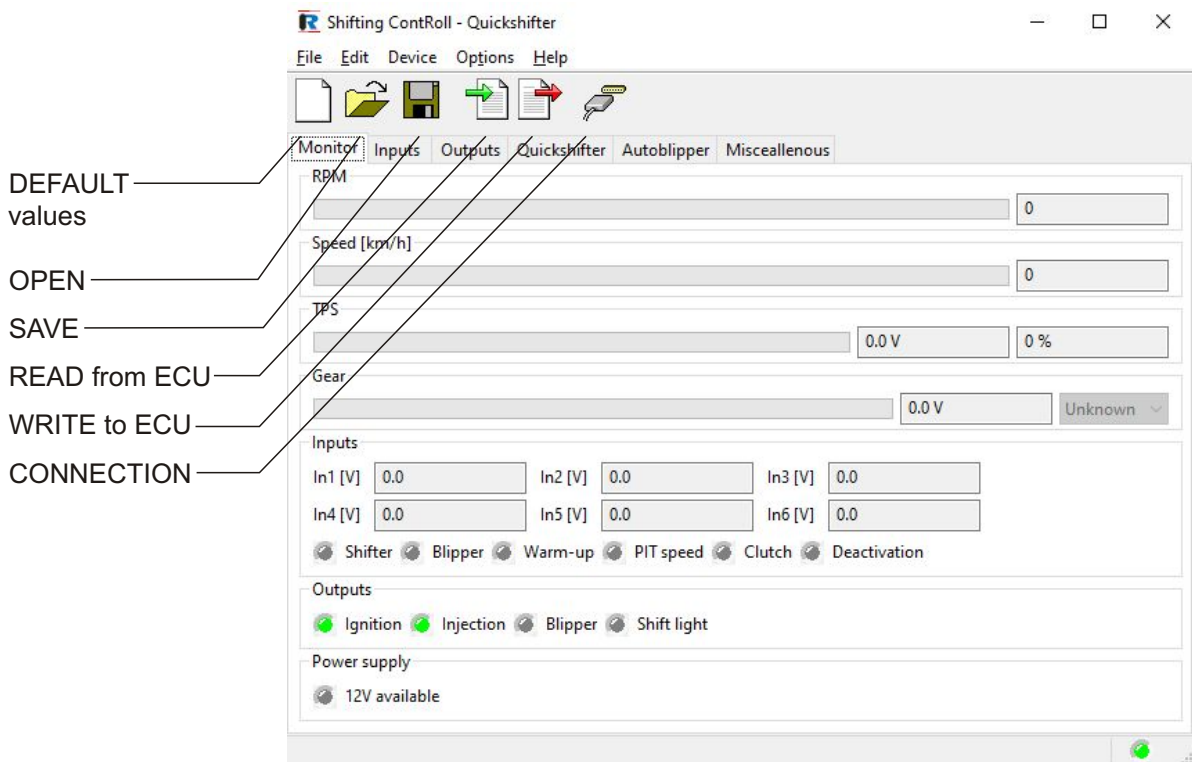 Shifting ContRoll - Quickshifter
File Edit Device Options Help
Monitor Inputs Outputs Quickshifter Autoblipper Misceallenous
DEFAULT
values
OPEN
SAVE
READ from ECU
WRITE to ECU
CONNECTION
RPM
0
Speed [km/h]
0
TPS
0.0 V 0 %
Gear
0.0 V Unknown
Inputs
In1 [V] 0.0 In2 [V] 0.0 In3 [V] 0.0
In4 [V] 0.0 In5 [V] 0.0 In6 [V] 0.0
Shifter Blipper Warm-up PIT speed Clutch Deactivation
Outputs
Ignition Injection Blipper Shift light
Power supply
12V available